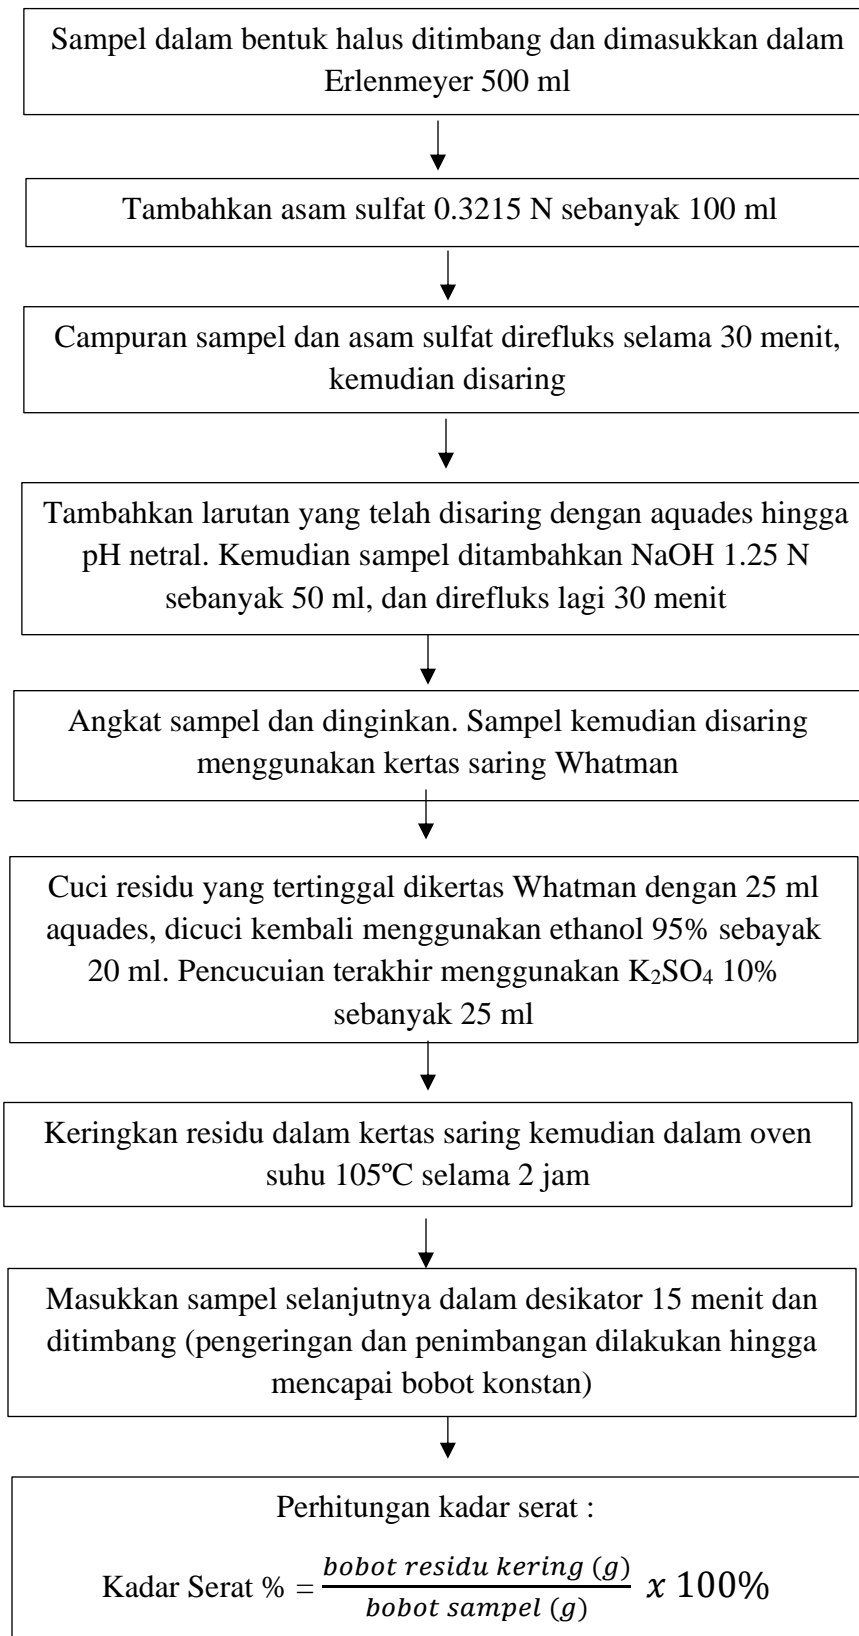 Sampel dalam bentuk halus ditimbang dan dimasukkan dalam
Erlenmeyer 500 ml
Tambahkan asam sulfat 0.3215 N sebanyak 100 ml
Campuran sampel dan asam sulfat direfluks selama 30 menit,
kemudian disaring
Tambahkan larutan yang telah disaring dengan aquades hingga
pH netral. Kemudian sampel ditambahkan NaOH 1.25 N
sebanyak 50 ml, dan direfluks lagi 30 menit
Angkat sampel dan dinginkan. Sampel kemudian disaring
menggunakan kertas saring Whatman
Cuci residu yang tertinggal dikertas Whatman dengan 25 ml
aquades, dicuci kembali menggunakan ethanol 95% sebayak
20 ml. Pencucuian terakhir menggunakan K₂SO₄ 10%
sebanyak 25 ml
Keringkan residu dalam kertas saring kemudian dalam oven
suhu 105ºC selama 2 jam
Masukkan sampel selanjutnya dalam desikator 15 menit dan
ditimbang (pengeringan dan penimbangan dilakukan hingga
mencapai bobot konstan)
Perhitungan kadar serat :
Kadar Serat % = bobot residu kering (g) / bobot sampel (g) x 100%